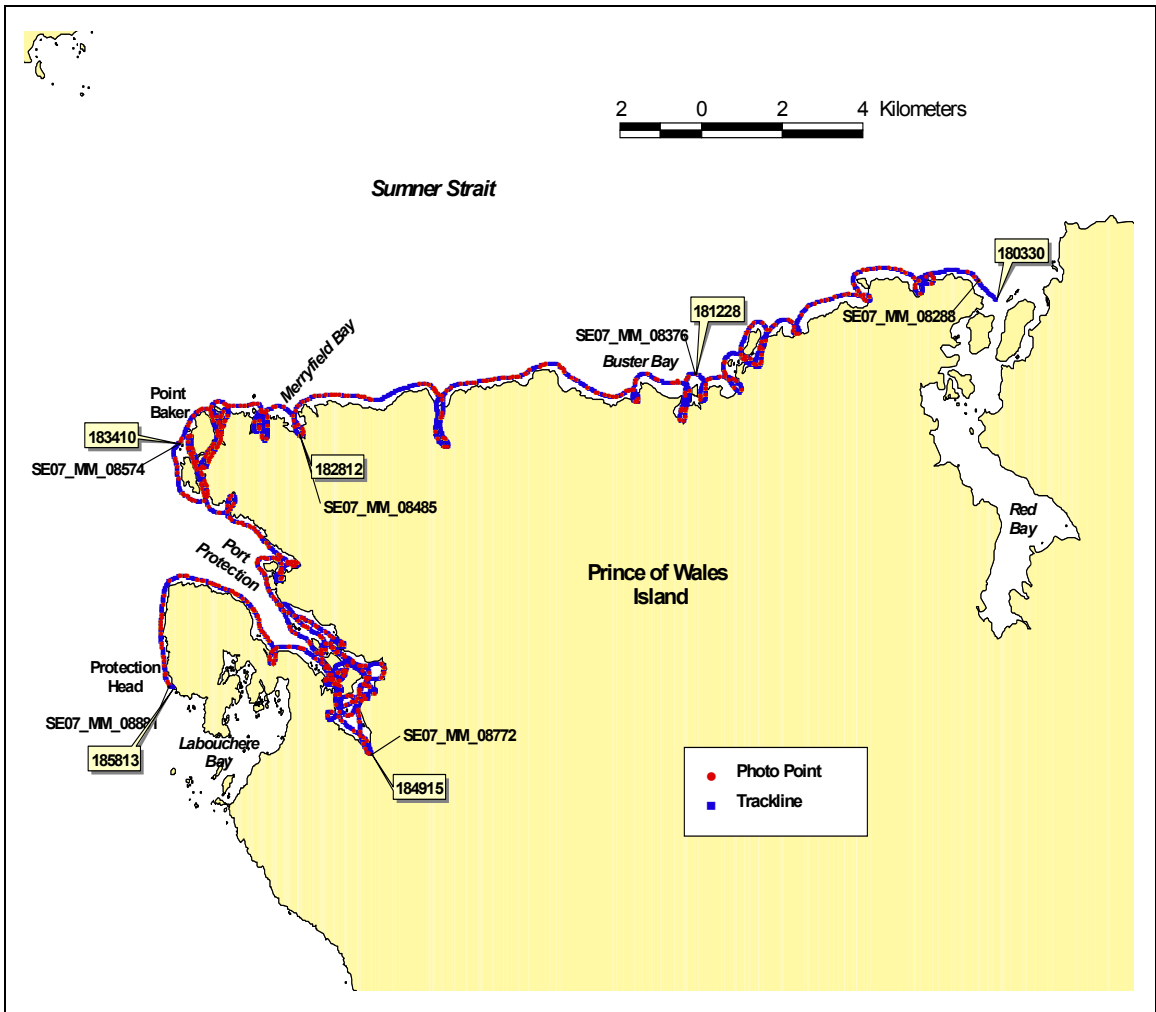 2 0 2 4 Kilometers
Sumner Strait
180330
SE07_MM_08288
181228
SE07_MM_08376
Buster Bay
Merryfield Bay
Point
Baker
183410
SE07_MM_08574
182812
SE07_MM_08485
Red
Bay
Port
Protection
Prince of Wales
Island
Protection
Head
SE07_MM_08881
185813
Labouchere
Bay
SE07_MM_08772
184915
Photo Point
Trackline